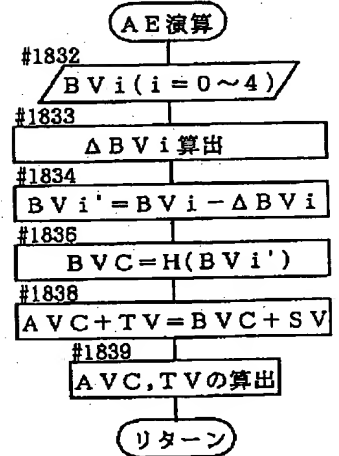 AE演算
#1832
BVi(i=0～4)
#1833
ΔBVi算出
#1834
BVi'=BVi-ΔBVi
#1836
BVC=H(BVi')
#1838
AVC+TV=BVC+SV
#1839
AVC,TVの算出
リターン